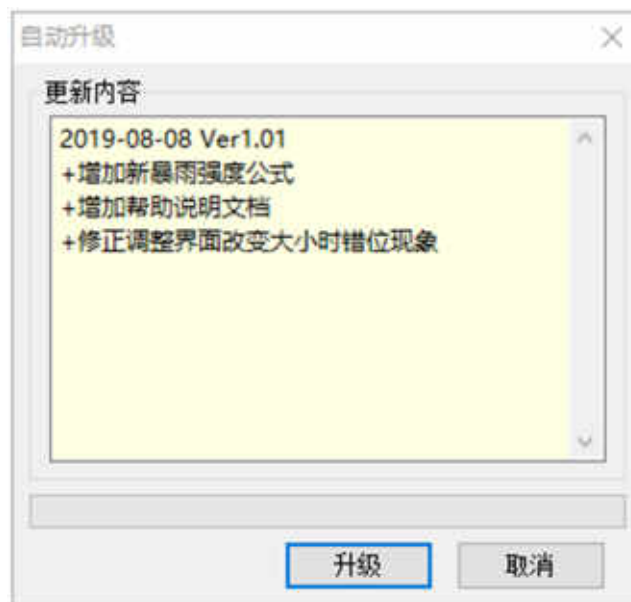 自动升级
更新内容
2019-08-08 Ver1.01
+增加新暴雨强度公式
+增加帮助说明文档
+修正调整界面改变大小时错位现象
升级
取消